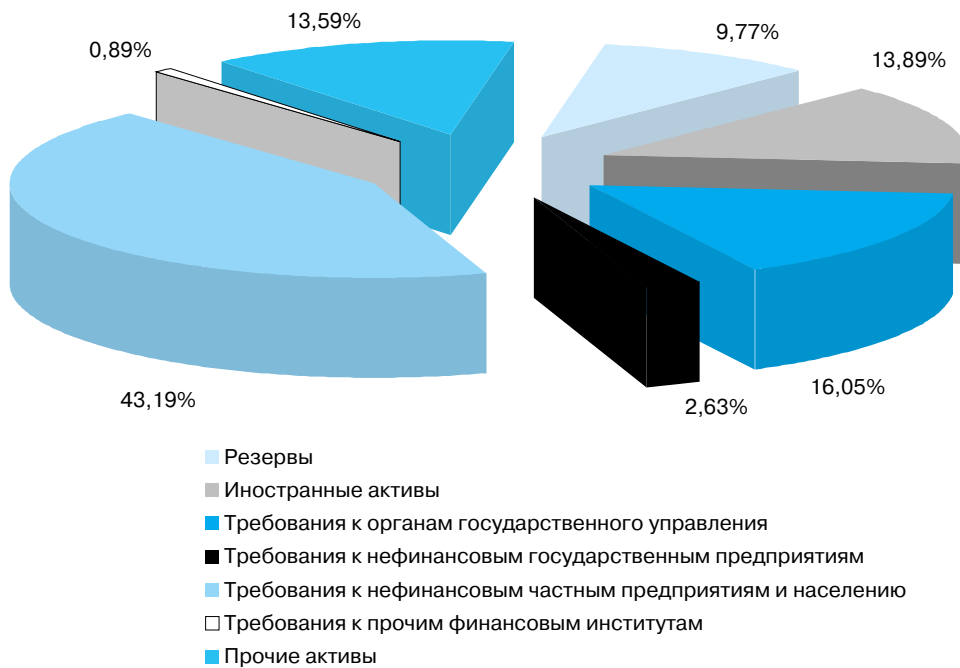 13,59%
9,77%
0,89%
13,89%
43,19%
2,63%
16,05%
Резервы
Иностранные активы
Требования к органам государственного управления
Требования к нефинансовым государственным предприятиям
Требования к нефинансовым частным предприятиям и населению
Требования к прочим финансовым институтам
Прочие активы